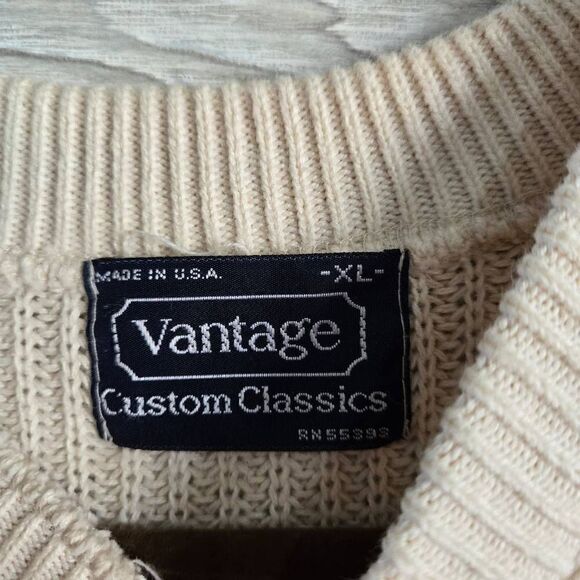 MADE IN U.S.A. -XL-
Vantage
Custom Classics
RN55393